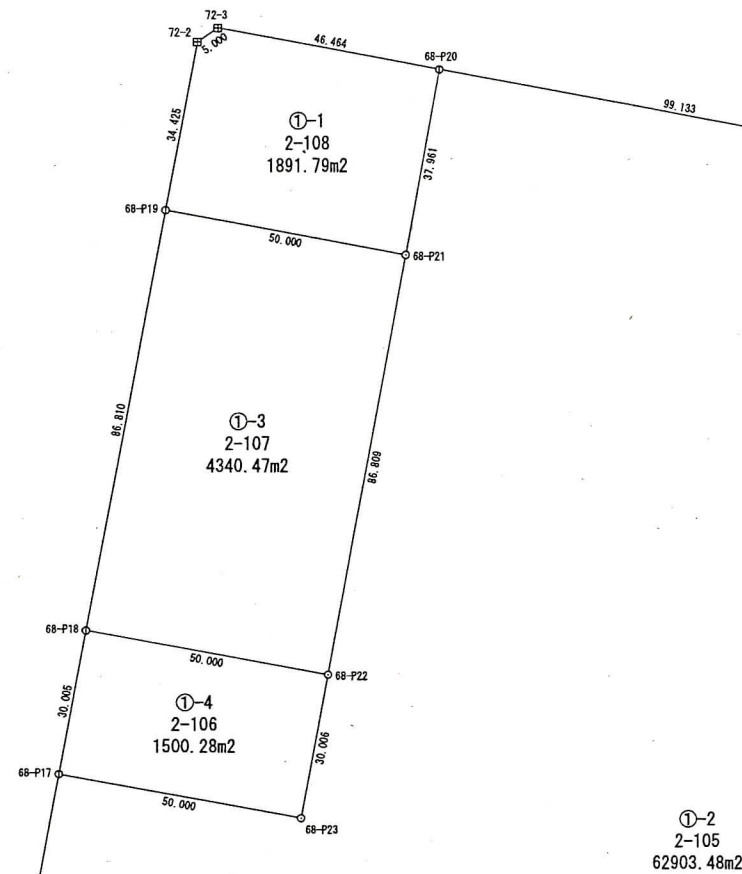 72-3
72-2
5.000
46.464
68-P20
99.133
34.425
①-1
2-108
1891.79m2
37.961
68-P19
50.000
68-P21
86.810
①-3
2-107
4340.47m2
86.809
68-P18
50.000
68-P22
30.005
①-4
2-106
1500.28m2
30.006
68-P17
50.000
68-P23
①-2
2-105
62903.48m2